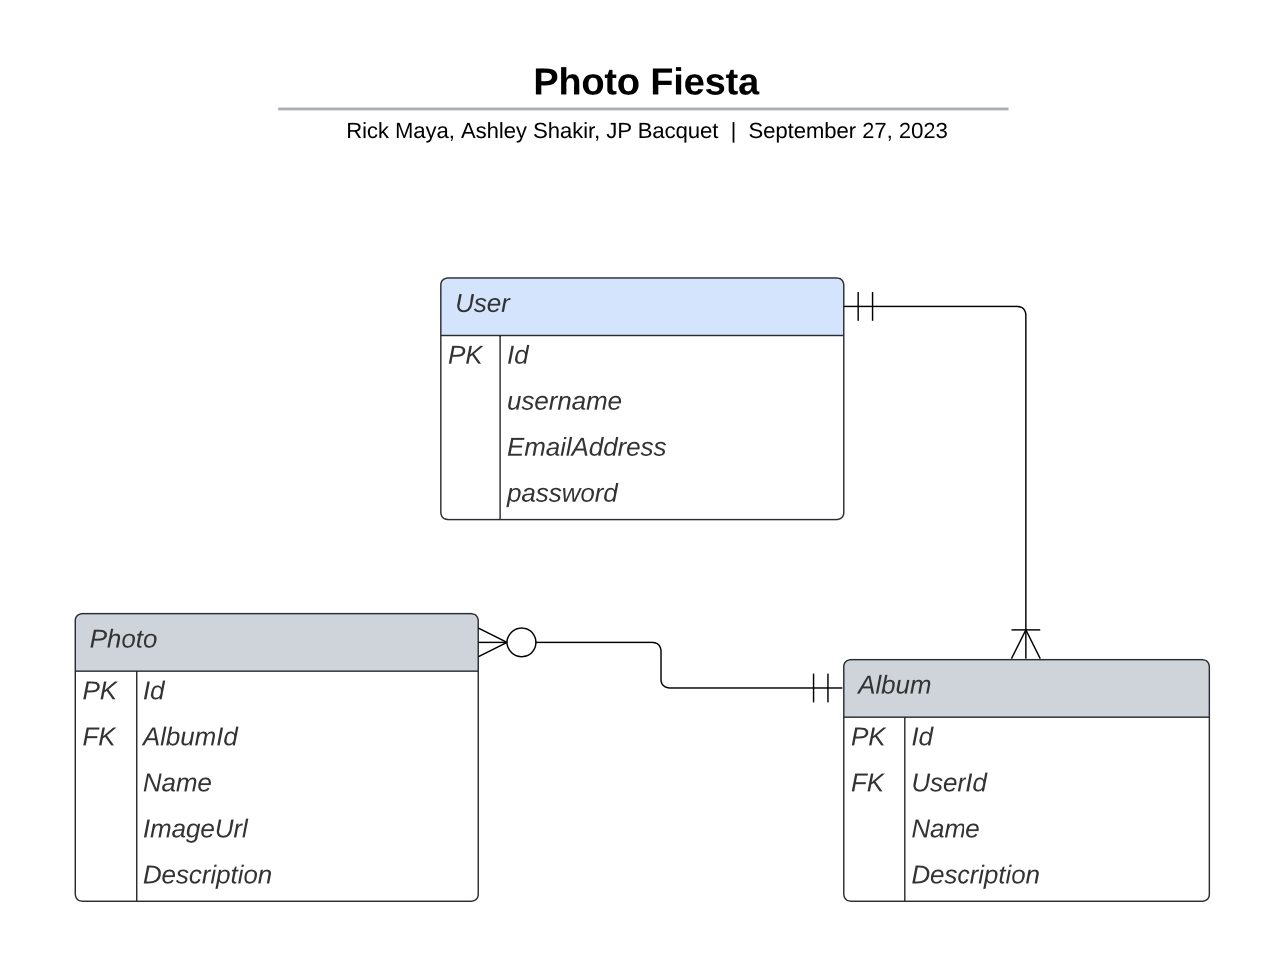 Photo Fiesta
Rick Maya, Ashley Shakir, JP Bacquet | September 27, 2023
User
PK Id
username
EmailAddress
password
Photo
PK Id
FK AlbumId
Name
ImageUrl
Description
Album
PK Id
FK UserId
Name
Description